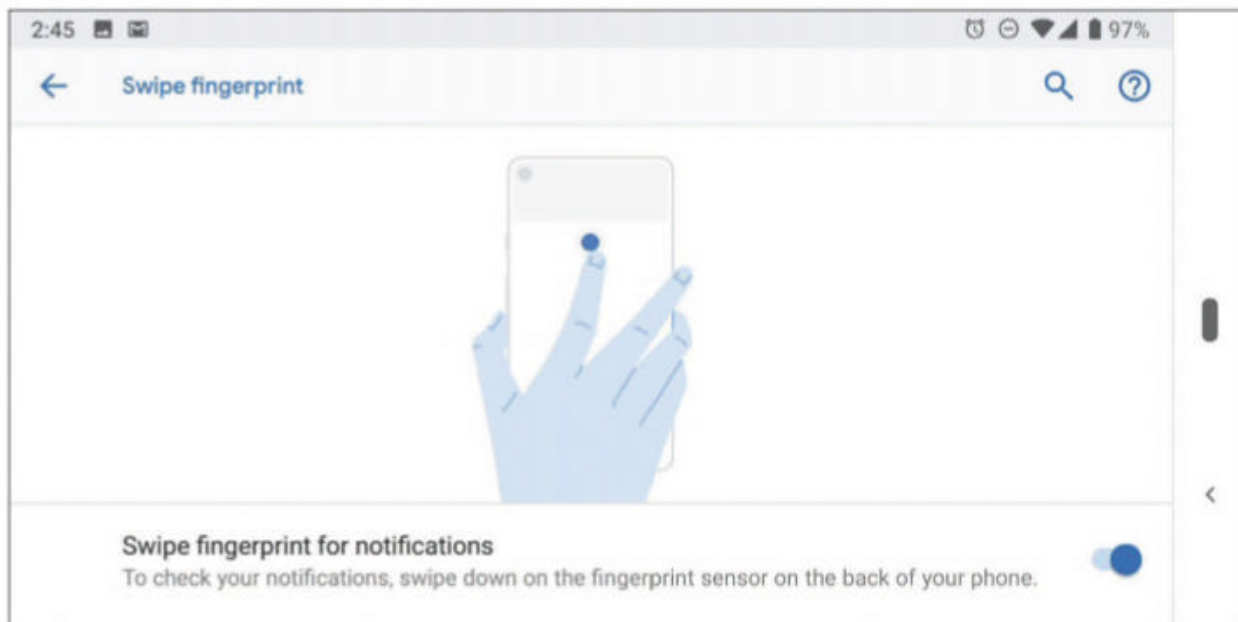 2:45 97%
Swipe fingerprint
Swipe fingerprint for notifications
To check your notifications, swipe down on the fingerprint sensor on the back of your phone.